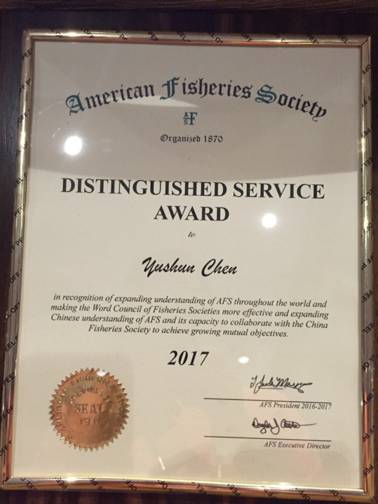 American Fisheries Society
AFS
Organized 1870
DISTINGUISHED SERVICE
AWARD
to
Yushun Chen
in recognition of expanding understanding of AFS throughout the world and
making the Word Council of Fisheries Societies more effective and expanding
Chinese understanding of AFS and its capacity to collaborate with the China
Fisheries Society to achieve growing mutual objectives.
2017
AFS President 2016-2017
SEAL
AFS Executive Director